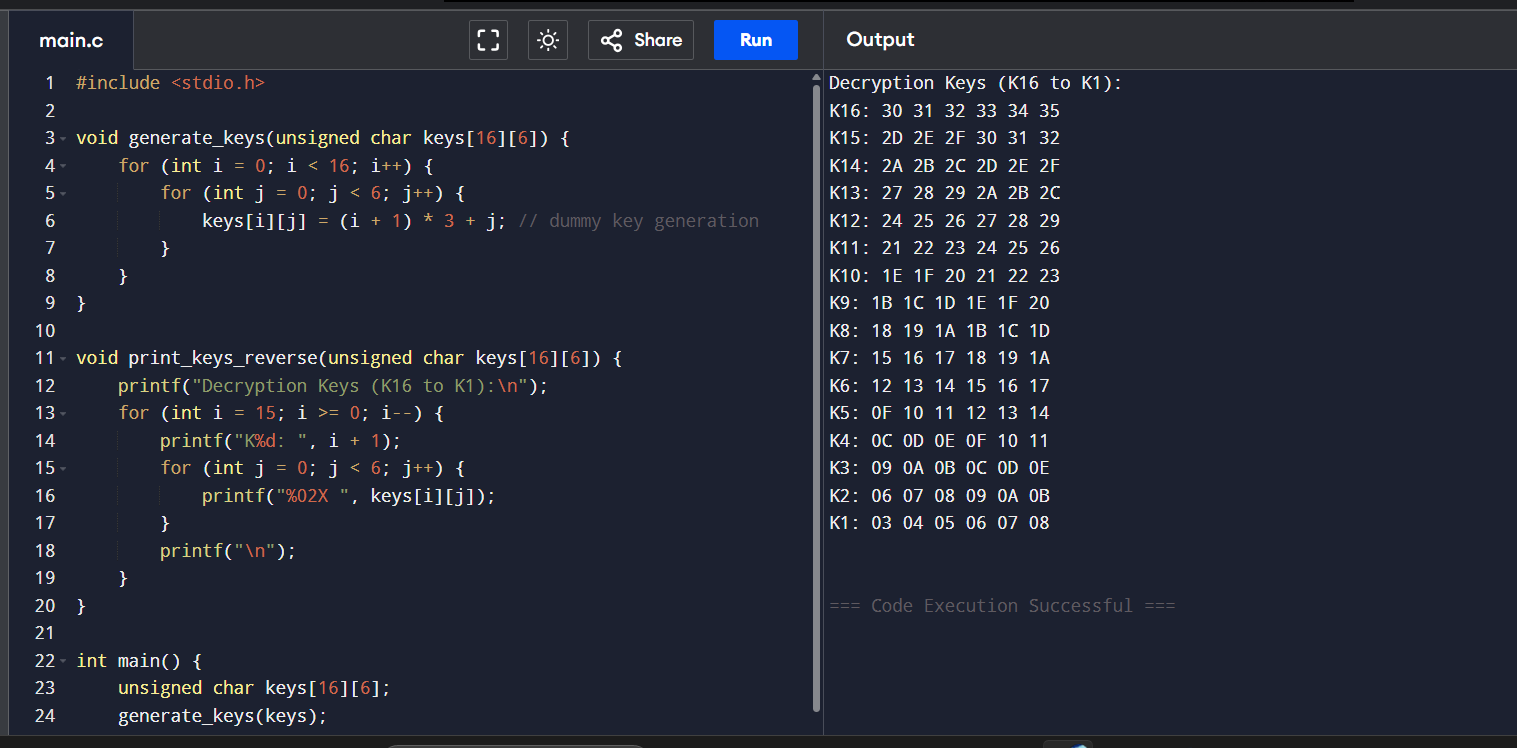 main.c
Share
Run
Output
1 #include <stdio.h>
2
3 void generate_keys(unsigned char keys[16][6]) {
4     for (int i = 0; i < 16; i++) {
5         for (int j = 0; j < 6; j++) {
6             keys[i][j] = (i + 1) * 3 + j; // dummy key generation
7         }
8     }
9 }
10
11 void print_keys_reverse(unsigned char keys[16][6]) {
12     printf("Decryption Keys (K16 to K1):\n");
13     for (int i = 15; i >= 0; i--) {
14         printf("K%d: ", i + 1);
15         for (int j = 0; j < 6; j++) {
16             printf("%02X ", keys[i][j]);
17         }
18         printf("\n");
19     }
20 }
21
22 int main() {
23     unsigned char keys[16][6];
24     generate_keys(keys);
Decryption Keys (K16 to K1):
K16: 30 31 32 33 34 35
K15: 2D 2E 2F 30 31 32
K14: 2A 2B 2C 2D 2E 2F
K13: 27 28 29 2A 2B 2C
K12: 24 25 26 27 28 29
K11: 21 22 23 24 25 26
K10: 1E 1F 20 21 22 23
K9: 1B 1C 1D 1E 1F 20
K8: 18 19 1A 1B 1C 1D
K7: 15 16 17 18 19 1A
K6: 12 13 14 15 16 17
K5: 0F 10 11 12 13 14
K4: 0C 0D 0E 0F 10 11
K3: 09 0A 0B 0C 0D 0E
K2: 06 07 08 09 0A 0B
K1: 03 04 05 06 07 08
=== Code Execution Successful ===